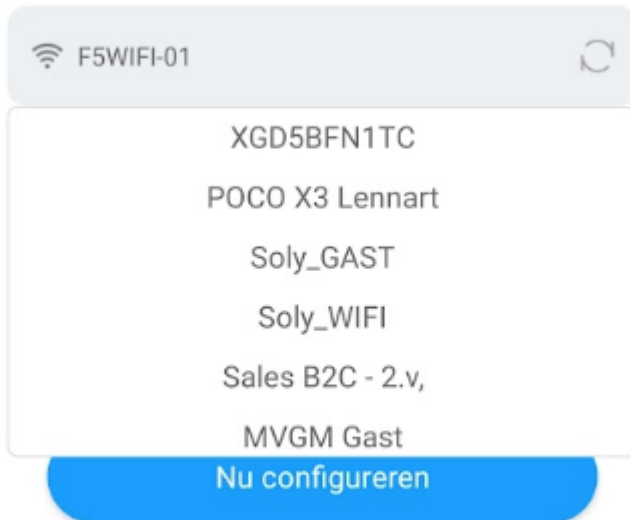 F5WIFI-01
XGD5BFN1TC
POCO X3 Lennart
Soly_GAST
Soly_WIFI
Sales B2C - 2.v,
MVGM Gast
Nu configureren